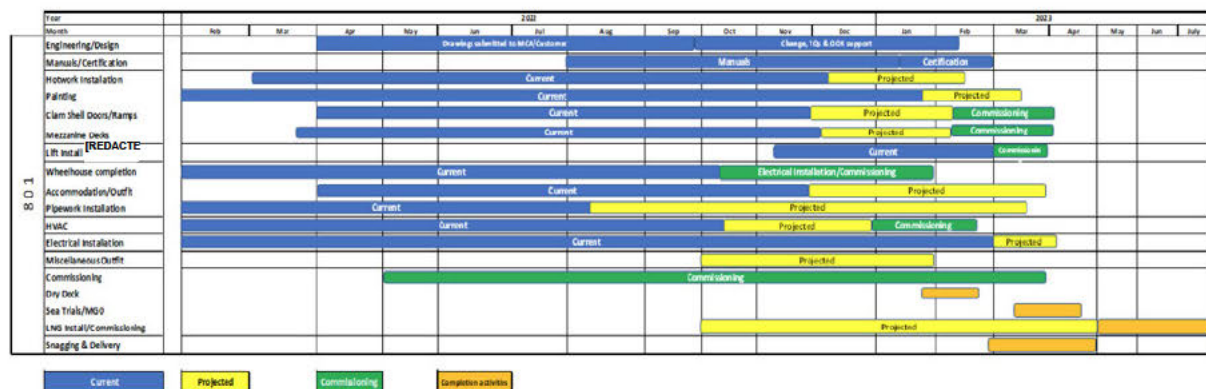 Year 2022 2023
Month Feb Mar Apr May Jun Jul Aug Sep Oct Nov Dec Jan Feb Mar Apr May Jun July
801
Engineering/Design Drawings submitted to MCA/Customer Change, TQs & OOK support
Manuals/Certification Manuals Certification
Hotwork Installation Current Projected
Painting Current Projected
Clam Shell Doors/Ramps Current Projected Commissioning
Mezzanine Decks Current Projected Commissioning
Lift Install [REDACTE Current Commissionin
Wheelhouse completion Current Electrical Installation/Commissioning
Accommodation/Outfit Current Projected
Pipework Installation Current Projected
HVAC Current Projected Commissioning
Electrical Installation Current Projected
Miscellaneous Outfit Projected
Commissioning Commissioning
Dry Dock
Sea Trials/MGO
LNG Install/Commissioning Projected
Snagging & Delivery
Current Projected Commissioning Completion activities